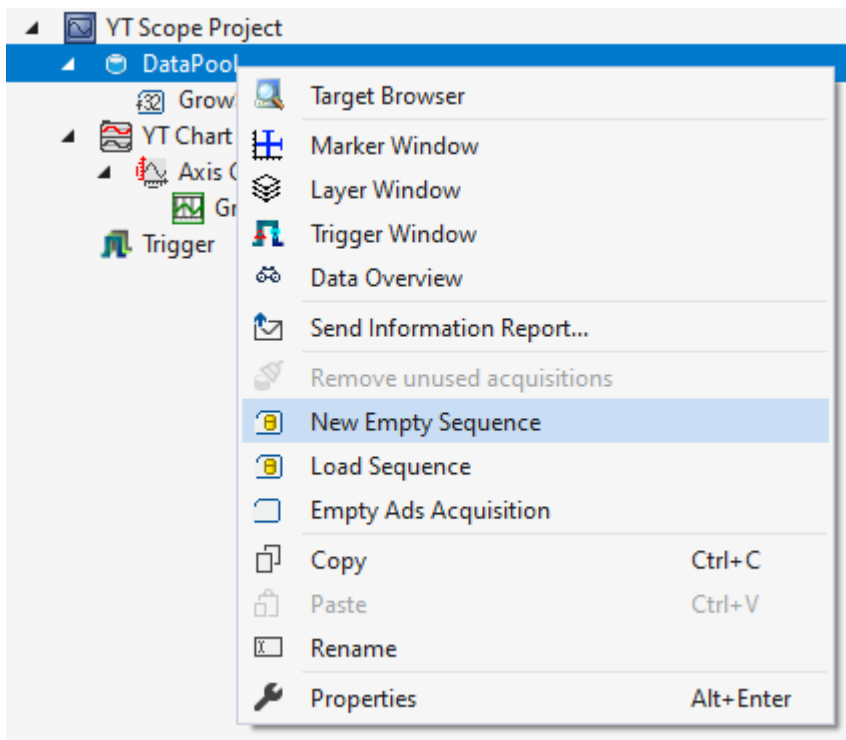 YT Scope Project
DataPool
32 Grow
YT Chart
Axis
Gr
Trigger
Target Browser
Marker Window
Layer Window
Trigger Window
Data Overview
Send Information Report...
Remove unused acquisitions
New Empty Sequence
Load Sequence
Empty Ads Acquisition
Copy Ctrl+C
Paste Ctrl+V
Rename
Properties Alt+Enter